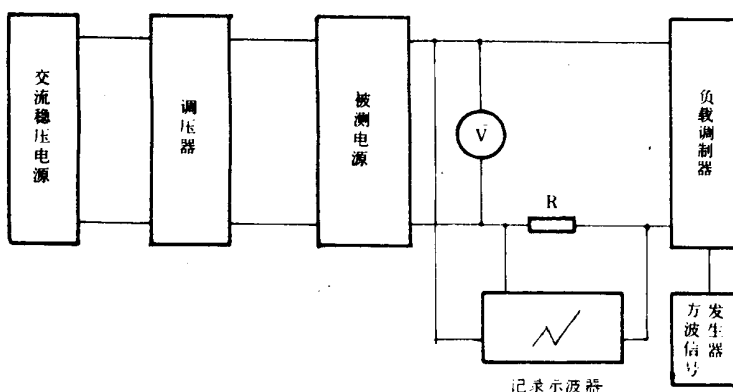 交流稳压电源
调压器
被测电源
V
R
负载调制器
方波信号
发生器
记录示波器